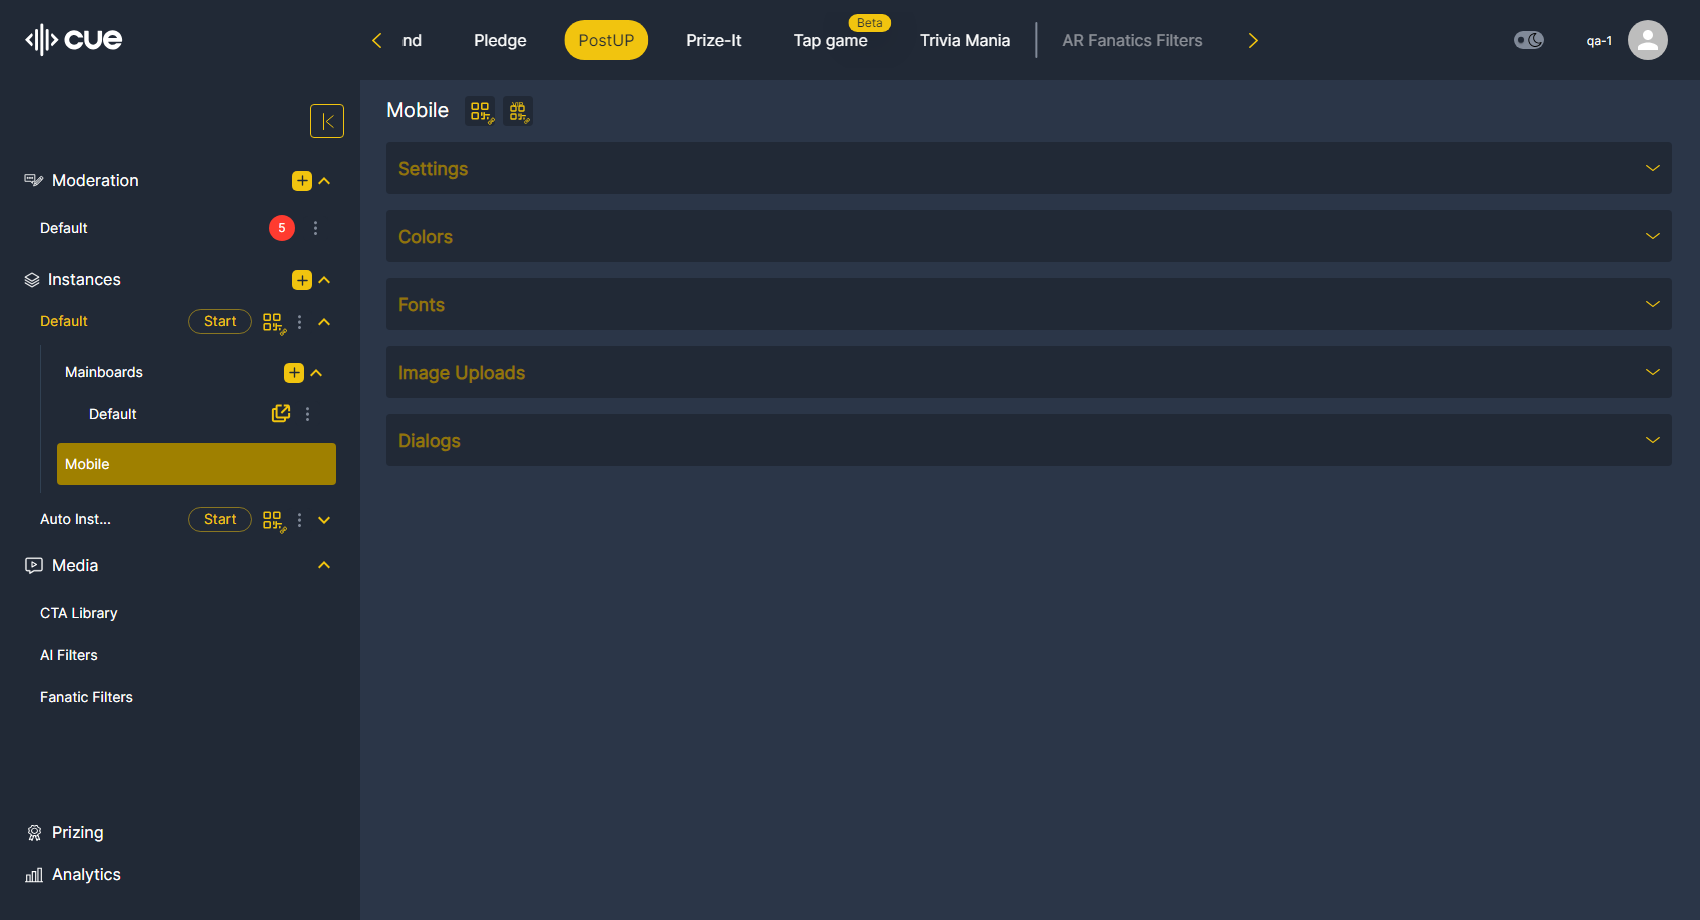 cue
nd
Pledge
PostUP
Prize-It
Tap game
Beta
Trivia Mania
AR Fanatics Filters
qa-1
Moderation
Default
5
Instances
Default
Start
Mainboards
Default
Mobile
Auto Inst...
Start
Media
CTA Library
AI Filters
Fanatic Filters
Prizing
Analytics
Mobile
Settings
Colors
Fonts
Image Uploads
Dialogs